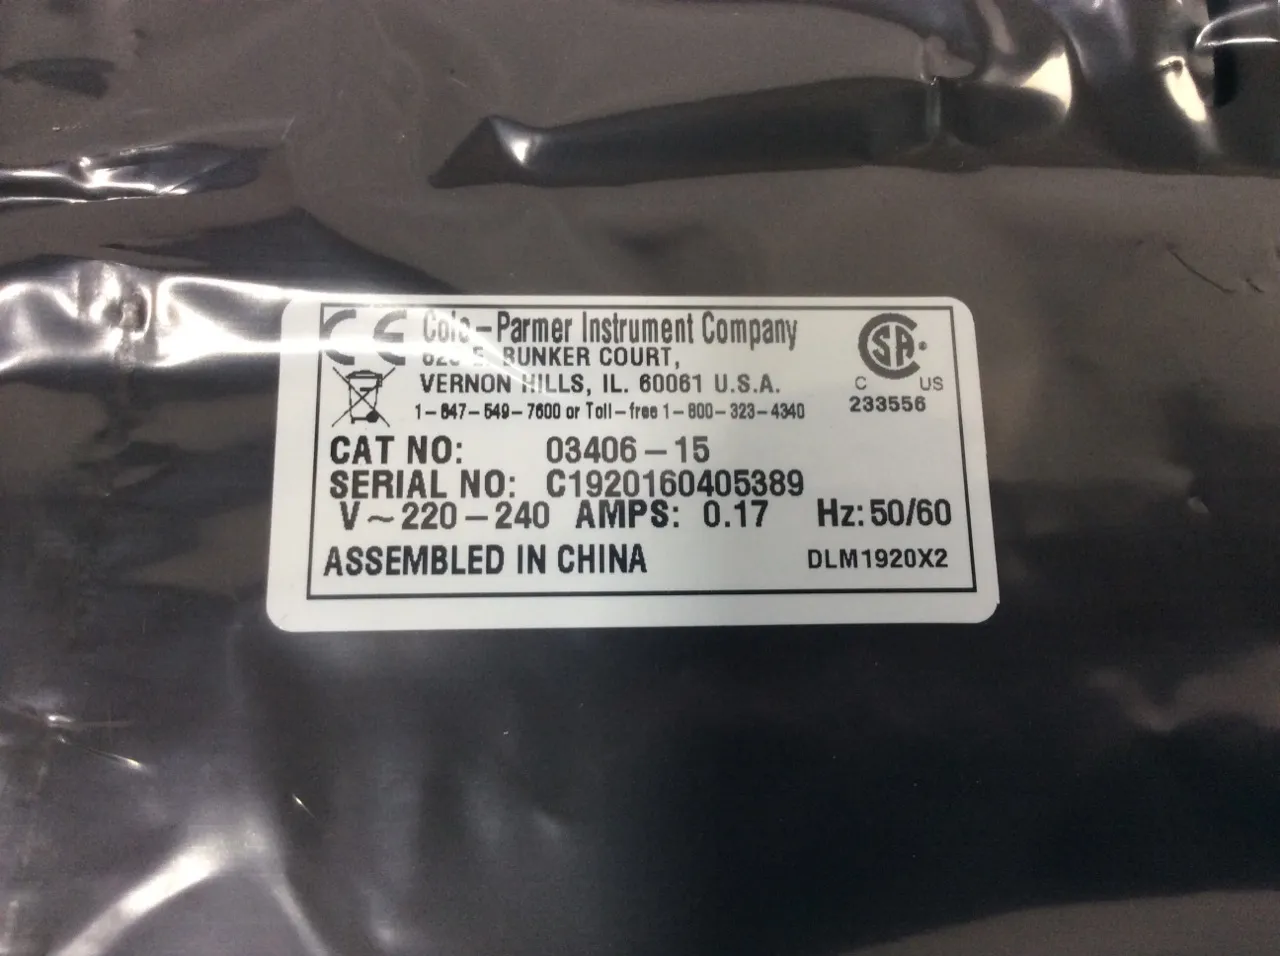 CE Cole-Parmer Instrument Company
BUNKER COURT,
VERNON HILLS, IL. 60061 U.S.A.
1-847-549-7600 or Toll-free 1-800-323-4340
SA
C US
233556
CAT NO: 03406-15
SERIAL NO: C1920160405389
V~220-240 AMPS: 0.17 Hz: 50/60
ASSEMBLED IN CHINA DLM1920X2